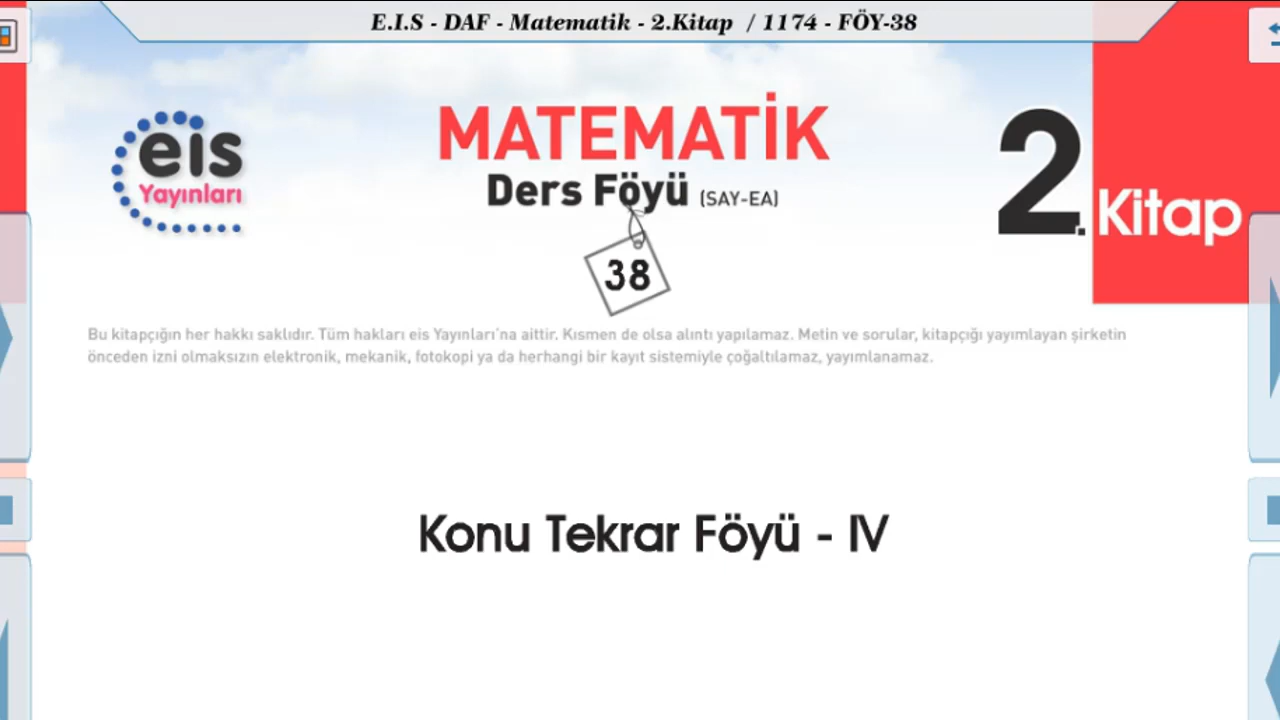 E.I.S - DAF - Matematik - 2.Kitap / 1174 - FÖY-38
eis
Yayınları
MATEMATİK
Ders Föyü (SAY-EA)
38
2.Kitap
Bu kitapçığın her hakkı saklıdır. Tüm hakları eis Yayınları'na aittir. Kısmen de olsa alıntı yapılamaz. Metin ve sorular, kitapçığı yayımlayan şirketin
önceden izni olmaksızın elektronik, mekanik, fotokopi ya da herhangi bir kayıt sistemiyle çoğaltılamaz, yayımlanamaz.
Konu Tekrar Föyü - IV